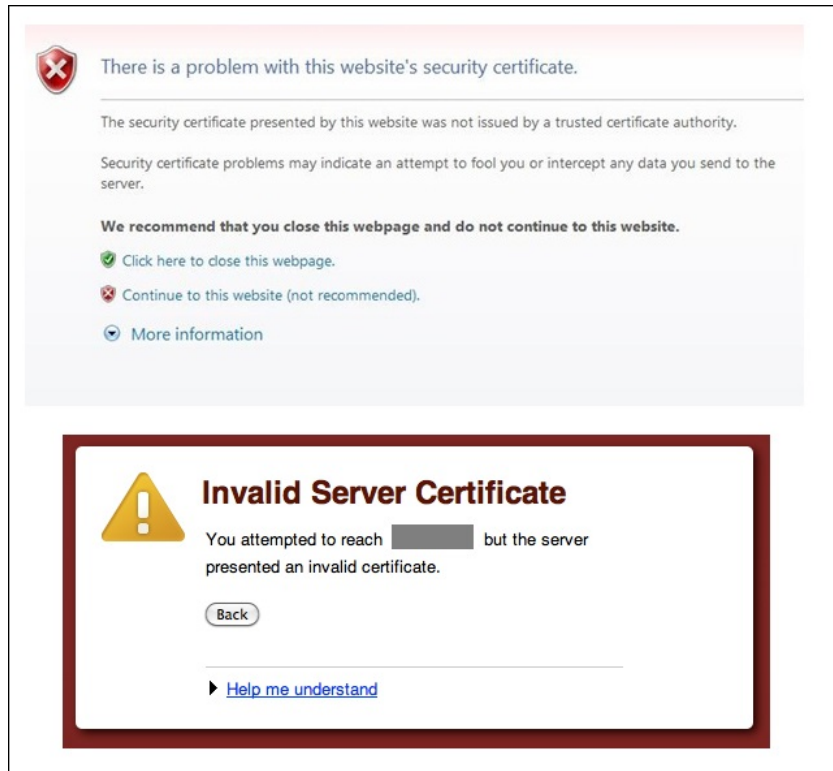 There is a problem with this website's security certificate.
The security certificate presented by this website was not issued by a trusted certificate authority.
Security certificate problems may indicate an attempt to fool you or intercept any data you send to the
server.
We recommend that you close this webpage and do not continue to this website.
Click here to close this webpage.
Continue to this website (not recommended).
More information
Invalid Server Certificate
You attempted to reach but the server
presented an invalid certificate.
Back
Help me understand